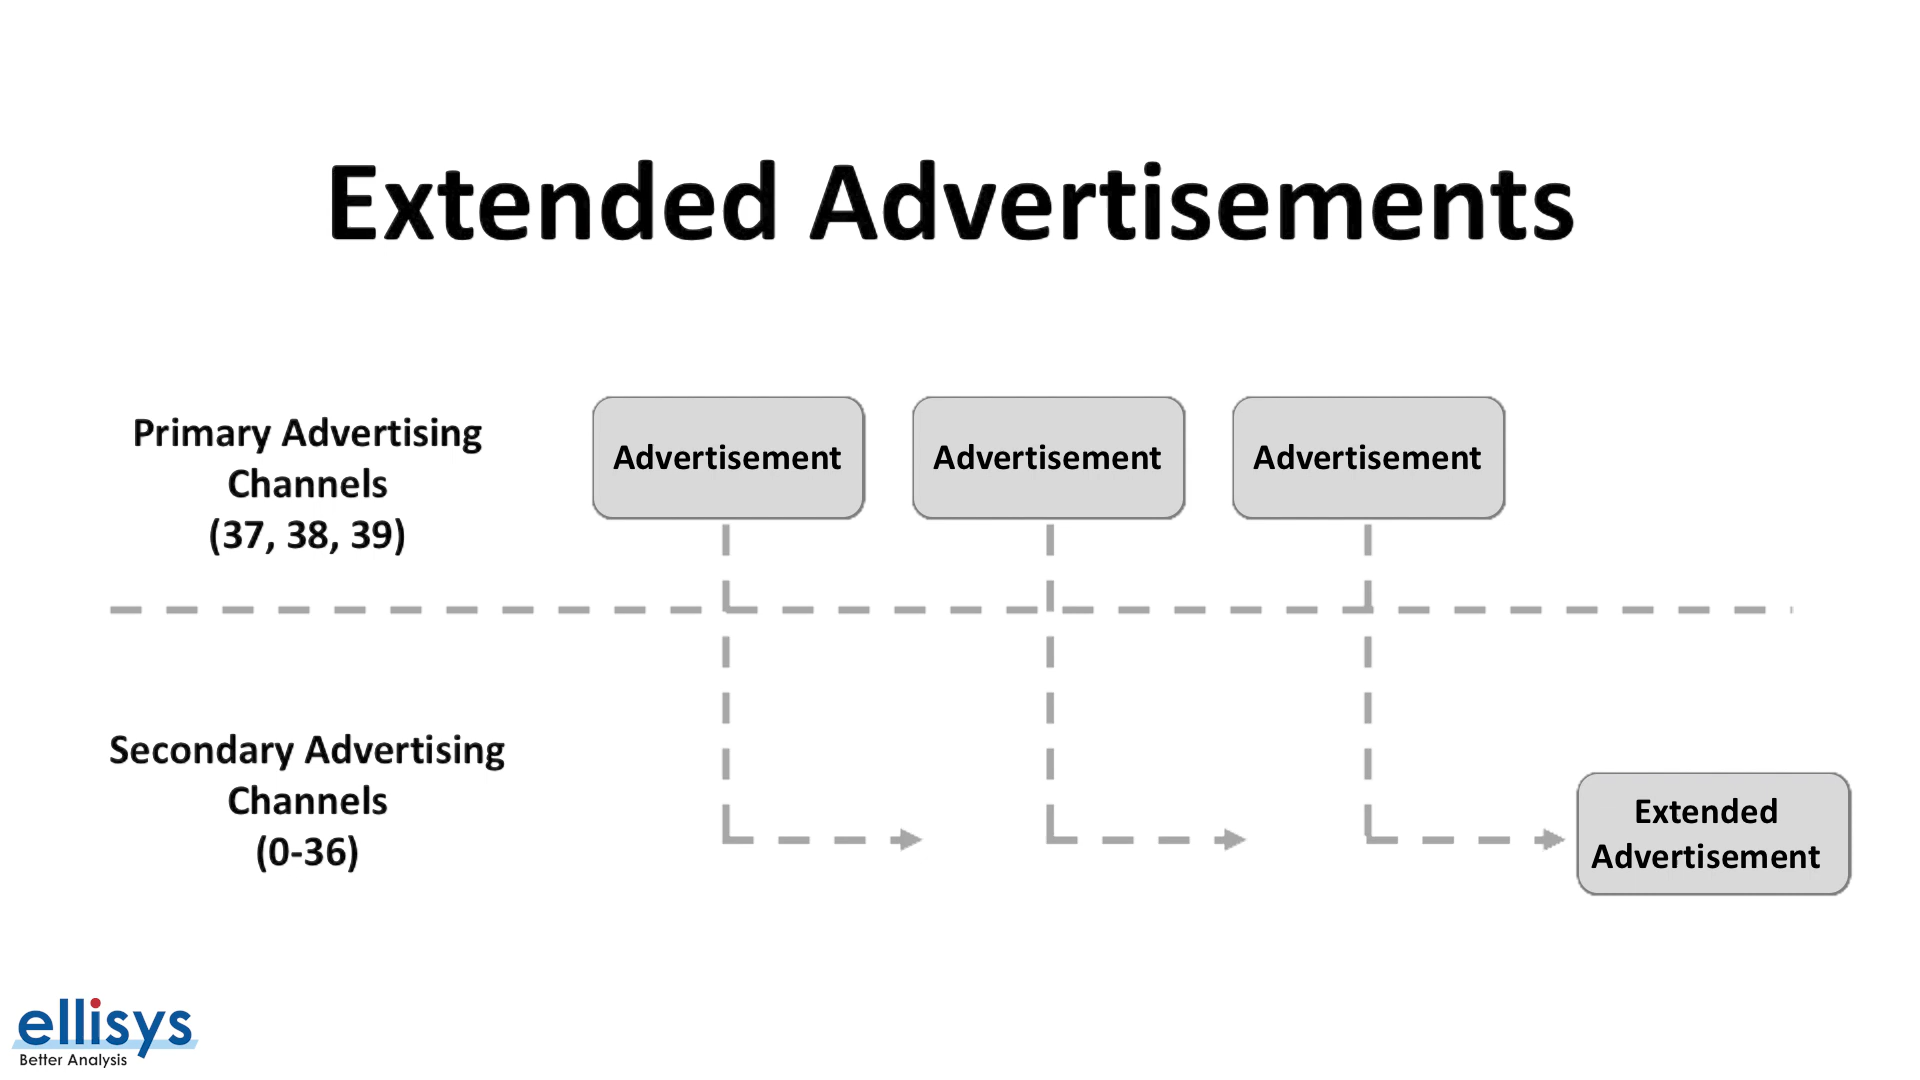 Extended Advertisements
Primary Advertising
Channels
(37, 38, 39)
Advertisement
Advertisement
Advertisement
Secondary Advertising
Channels
(0-36)
Extended
Advertisement
ellisys
Better Analysis